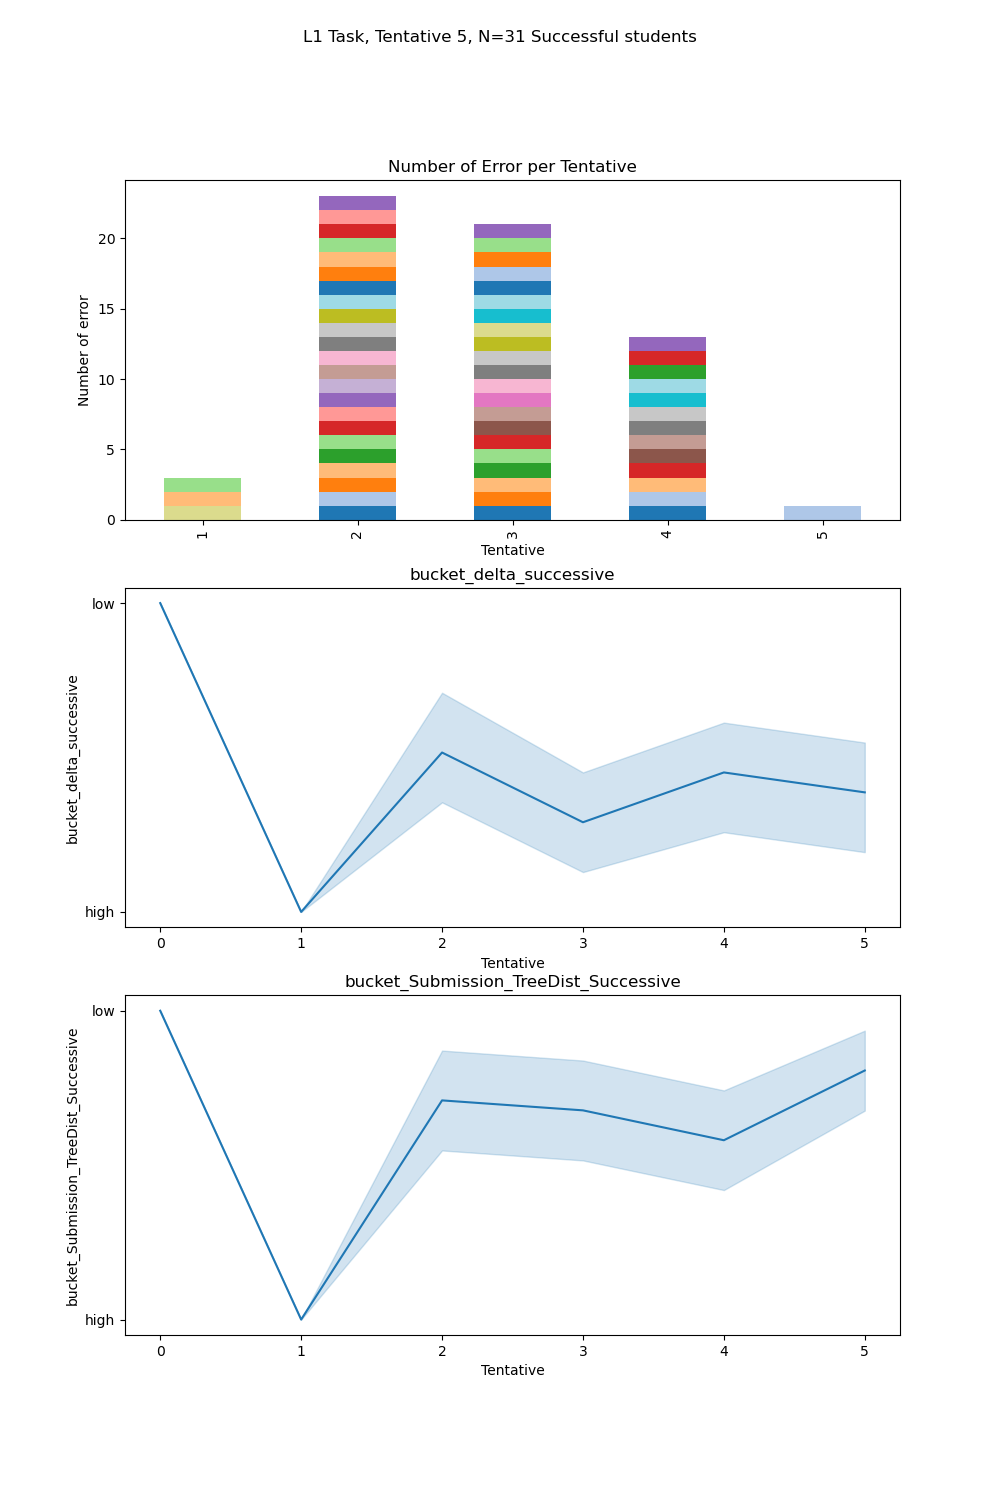 L1 Task, Tentative 5, N=31 Successful students
Number of Error per Tentative
Number of error
20
15
10
5
0
1
2
3
4
5
Tentative
bucket_delta_successive
bucket_delta_successive
low
high
0 1 2 3 4 5
Tentative
bucket_Submission_TreeDist_Successive
bucket_Submission_TreeDist_Successive
low
high
0 1 2 3 4 5
Tentative